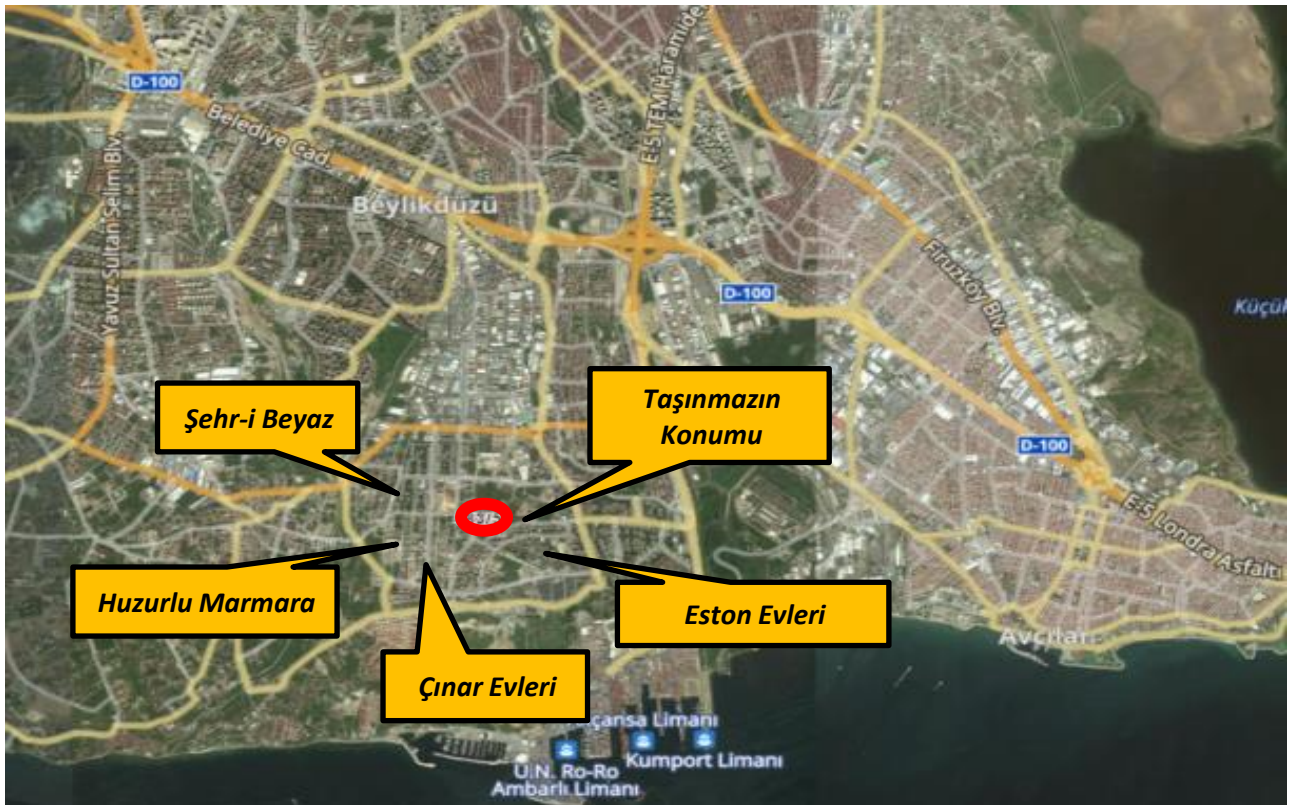 D-100
Belediye Cad.
Yavuz Sultan Selim Blv.
Beylikdüzü
E-5 TEM Haramidere
Firuzköy Blv.
D-100
Küçük
Şehr-i Beyaz
Taşınmazın
Konumu
D-100
E-5 Londra Asfaltı
Huzurlu Marmara
Eston Evleri
Avcılar
Çınar Evleri
çansa Limanı
Kumport Limanı
U.N. Ro-Ro
Ambarlı Limanı